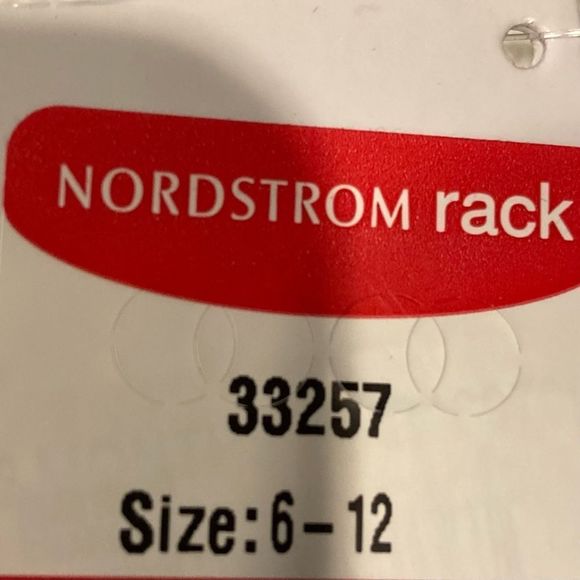 NORDSTROM rack
33257
Size: 6-12